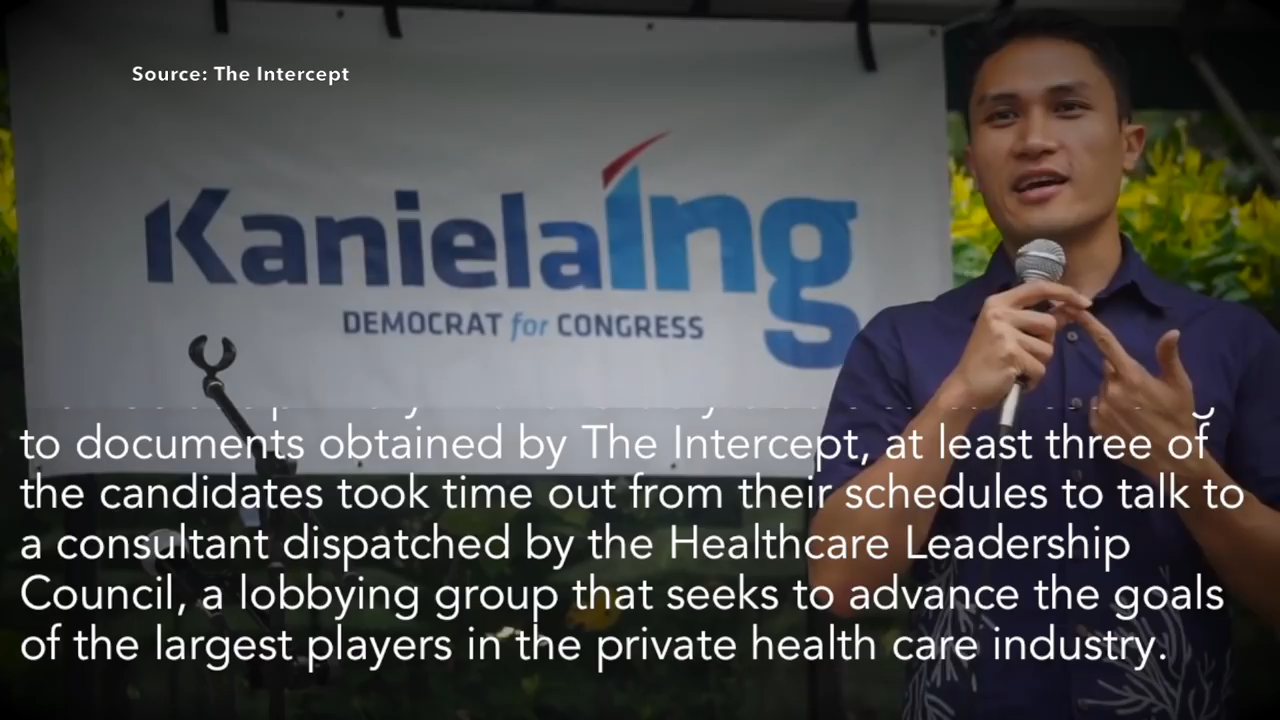 Source: The Intercept
Kaniela Ing
DEMOCRAT for CONGRESS
to documents obtained by The Intercept, at least three of
the candidates took time out from their schedules to talk to
a consultant dispatched by the Healthcare Leadership
Council, a lobbying group that seeks to advance the goals
of the largest players in the private health care industry.